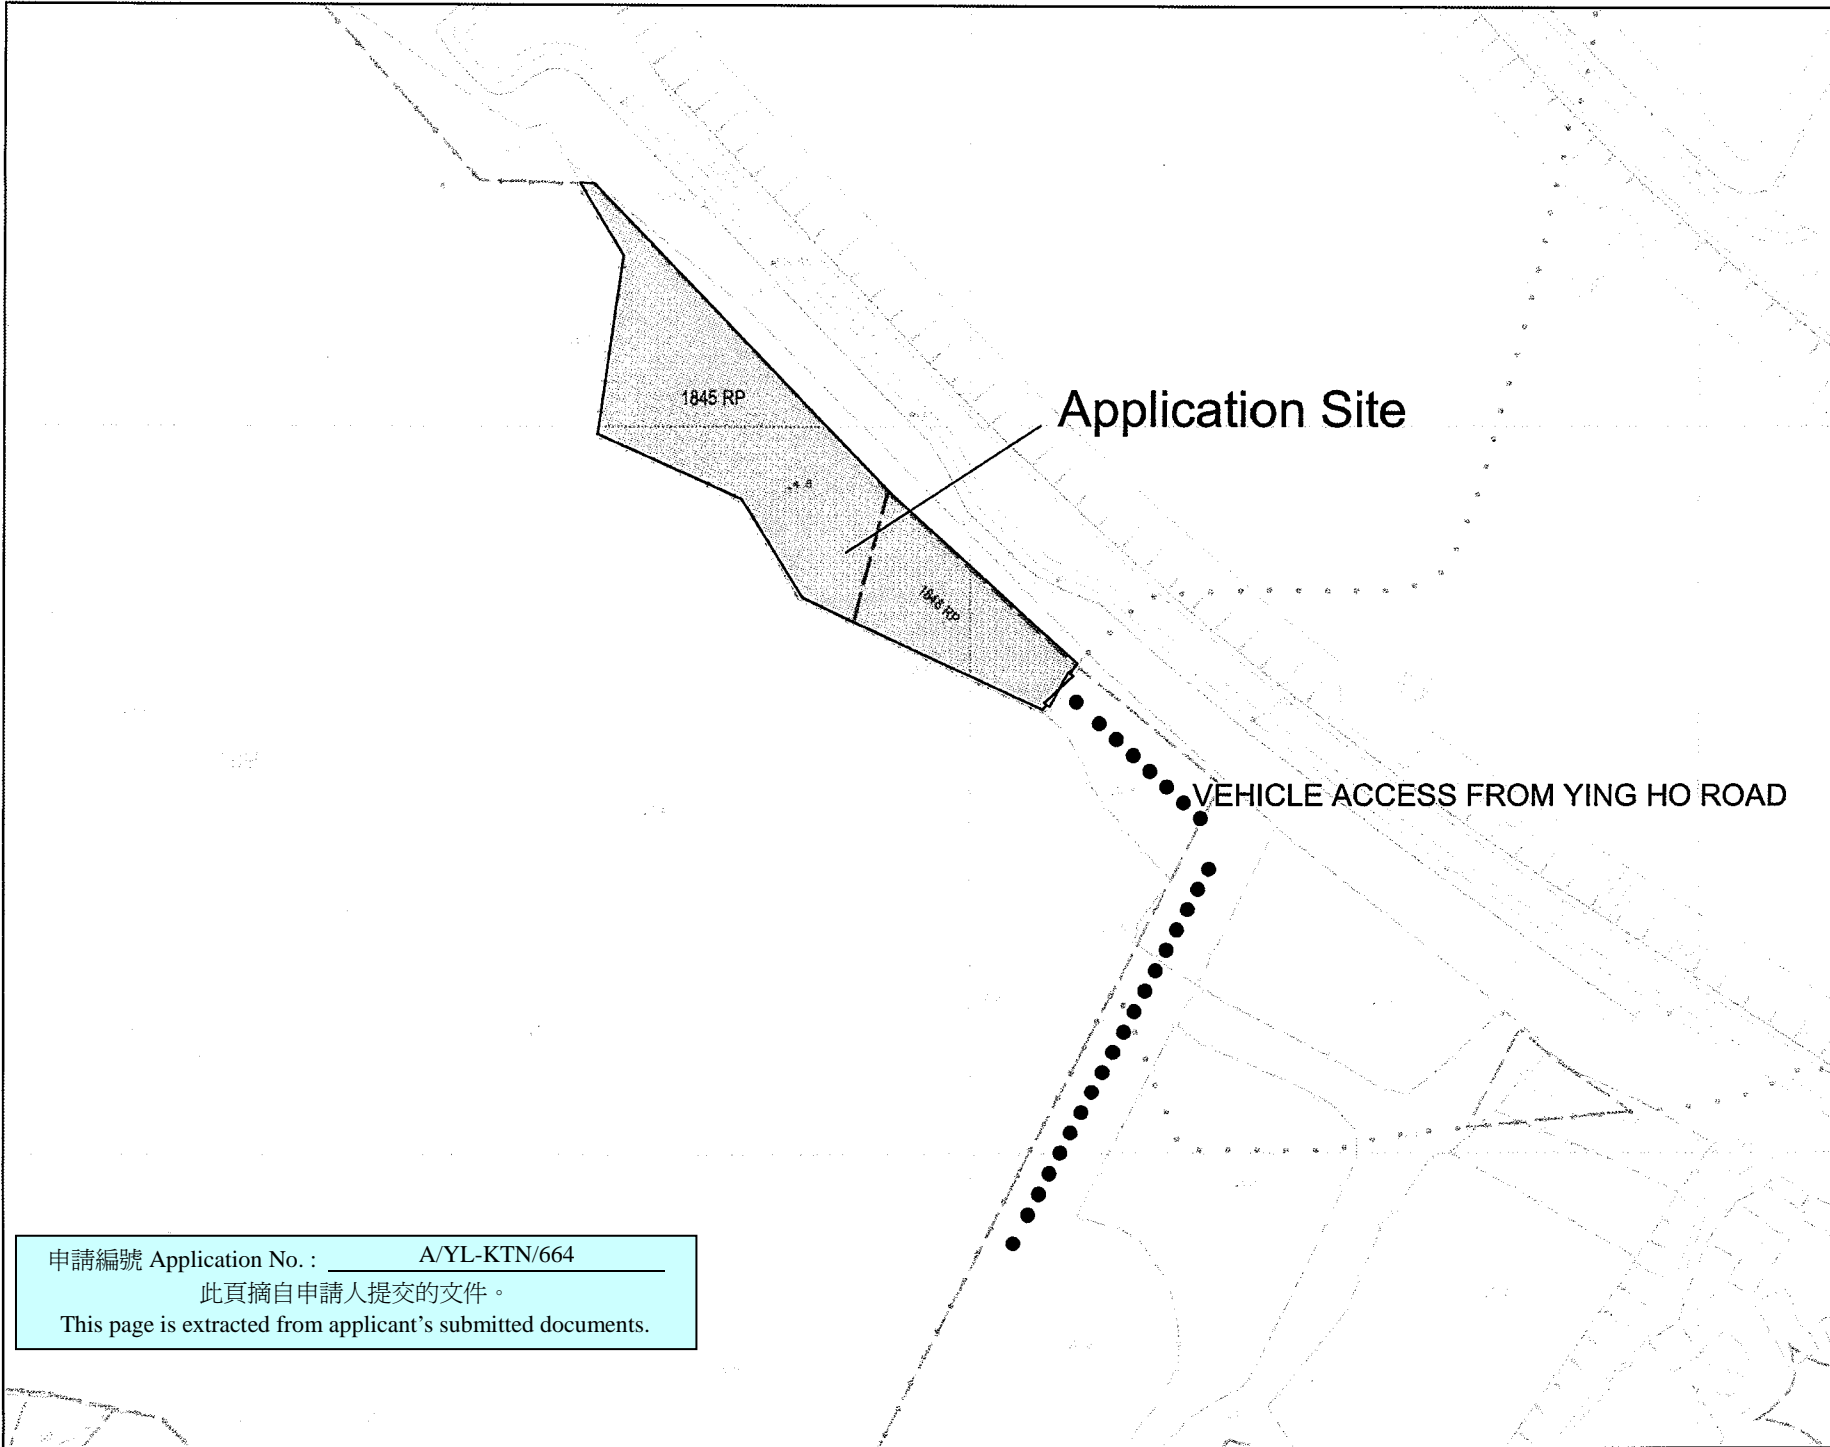 1845 RP
Application Site
VEHICLE ACCESS FROM YING HO ROAD
申請編號 Application No. : A/YL-KTN/664
此頁摘自申請人提交的文件。
This page is extracted from applicant's submitted documents.